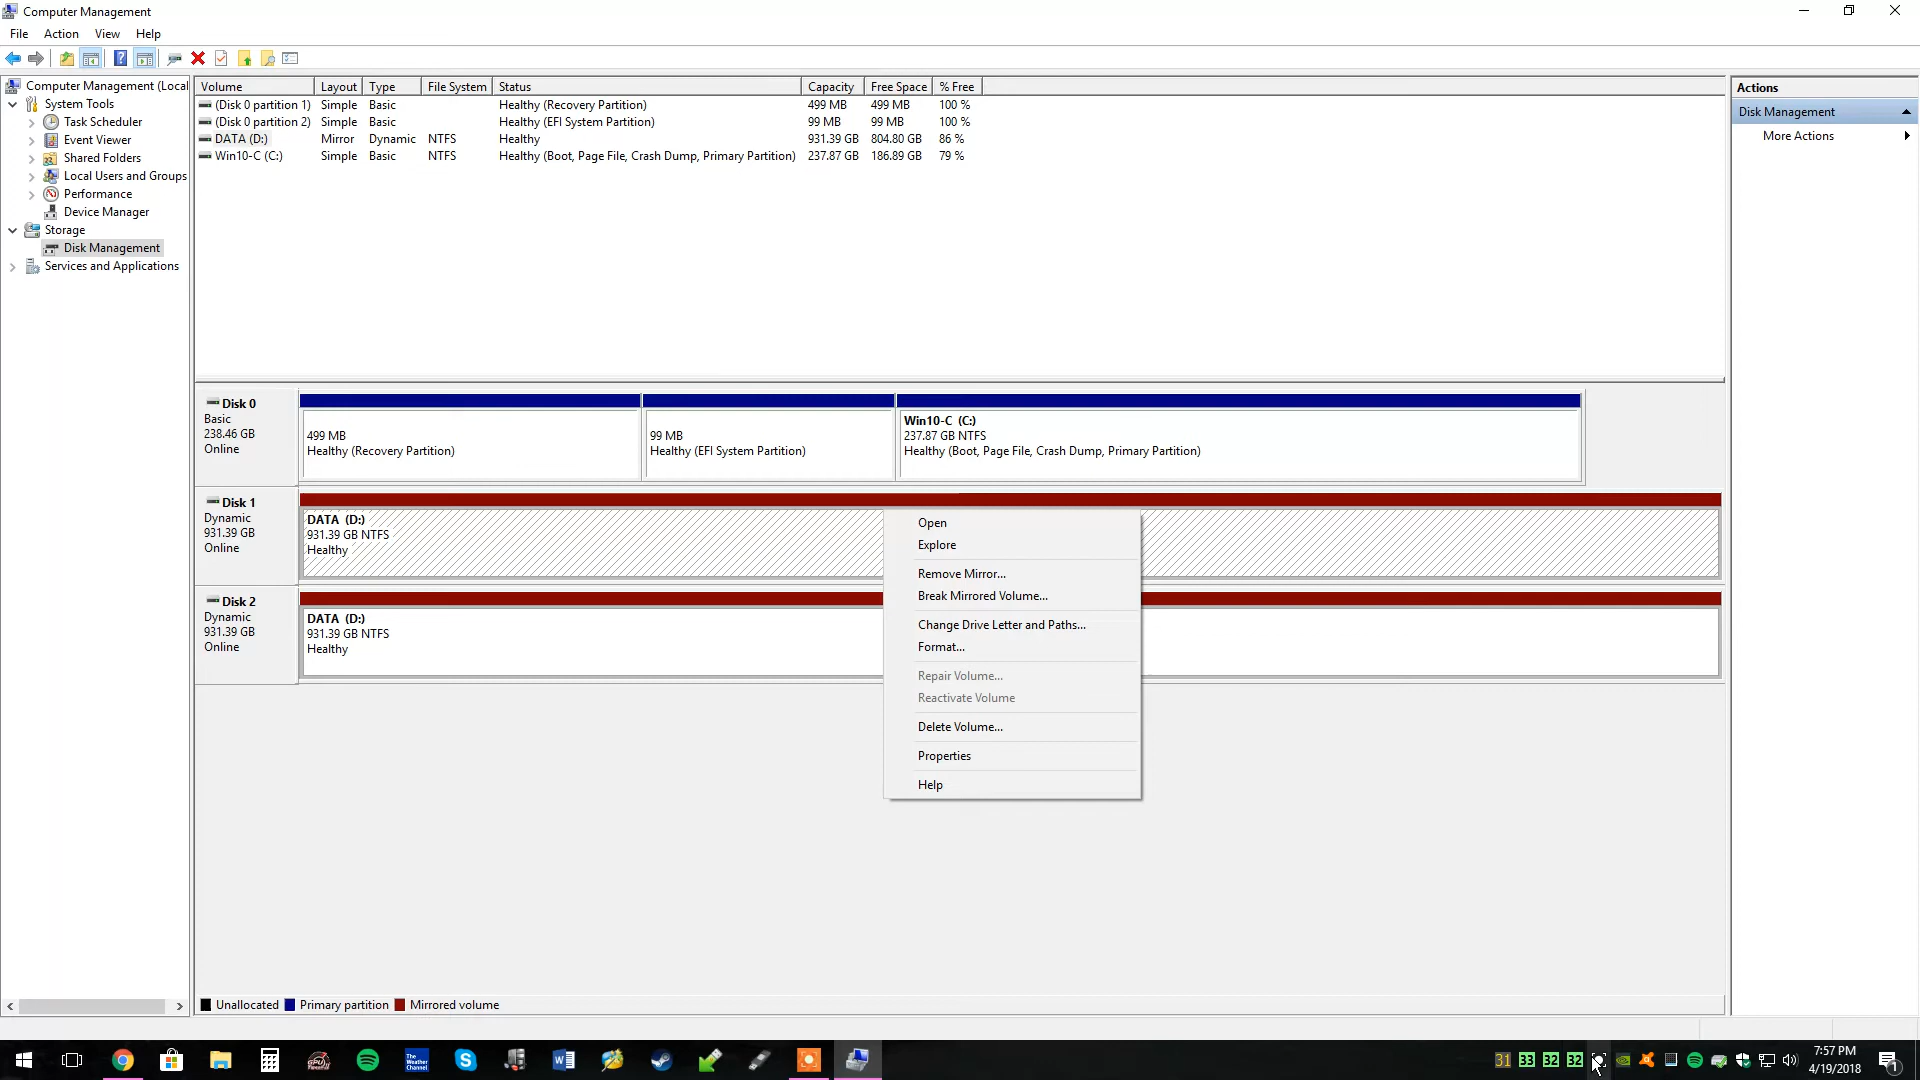 Computer Management
File Action View Help
Computer Management (Local
System Tools
Task Scheduler
Event Viewer
Shared Folders
Local Users and Groups
Performance
Device Manager
Storage
Disk Management
Services and Applications
Volume Layout Type File System Status Capacity Free Space % Free
(Disk 0 partition 1) Simple Basic Healthy (Recovery Partition) 499 MB 499 MB 100 %
(Disk 0 partition 2) Simple Basic Healthy (EFI System Partition) 99 MB 99 MB 100 %
DATA (D:) Mirror Dynamic NTFS Healthy 931.39 GB 804.80 GB 86 %
Win10-C (C:) Simple Basic NTFS Healthy (Boot, Page File, Crash Dump, Primary Partition) 237.87 GB 186.89 GB 79 %
Actions
Disk Management
More Actions
Disk 0
Basic
238.46 GB
Online
499 MB
Healthy (Recovery Partition)
99 MB
Healthy (EFI System Partition)
Win10-C (C:)
237.87 GB NTFS
Healthy (Boot, Page File, Crash Dump, Primary Partition)
Disk 1
Dynamic
931.39 GB
Online
DATA (D:)
931.39 GB NTFS
Healthy
Disk 2
Dynamic
931.39 GB
Online
DATA (D:)
931.39 GB NTFS
Healthy
Open
Explore
Remove Mirror...
Break Mirrored Volume...
Change Drive Letter and Paths...
Format...
Repair Volume...
Reactivate Volume
Delete Volume...
Properties
Help
Unallocated Primary partition Mirrored volume
The
Weather
Channel
31 33 32 32
7:57 PM
4/19/2018
1